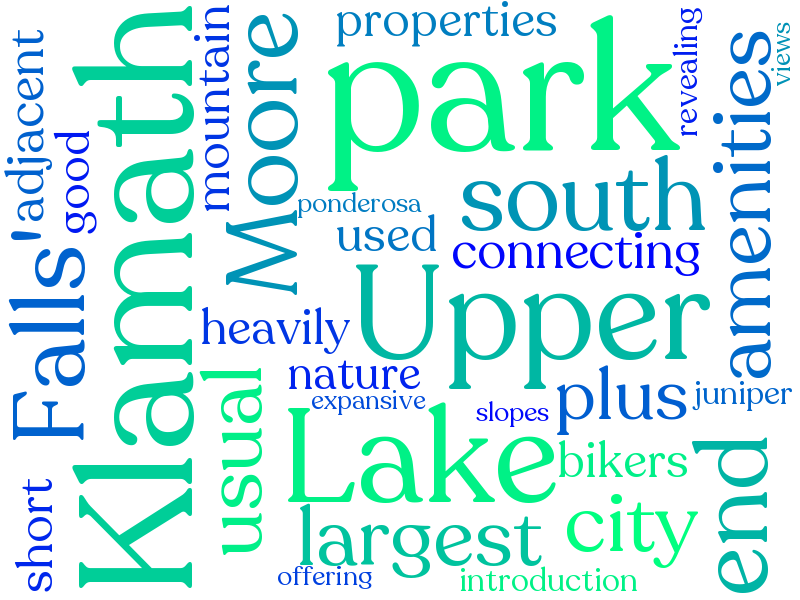 Klamath
park
Upper
Lake
Falls'
Moore
south
end
largest
city
usual
amenities
plus
properties
adjacent
good
mountain
revealing
views
ponderosa
used
connecting
heavily
nature
expansive
slopes
juniper
bikers
short
offering
introduction